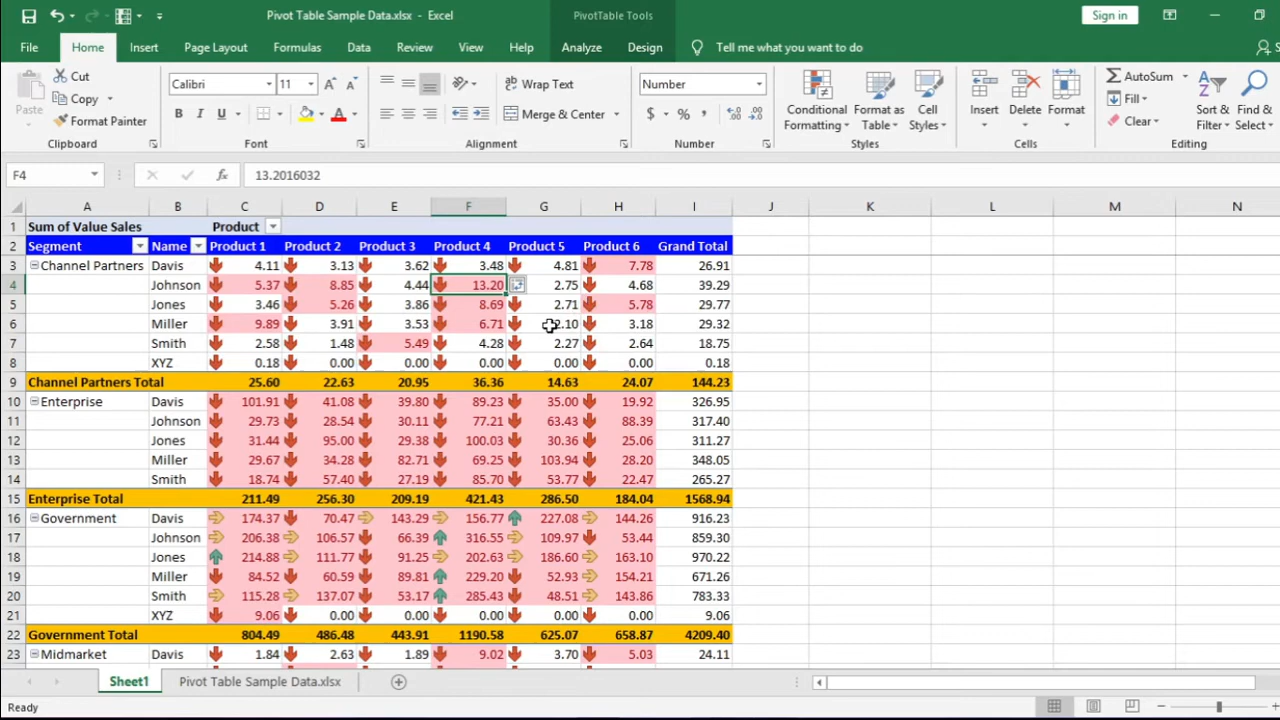 Pivot Table Sample Data.xlsx - Excel
PivotTable Tools
Sign in
File Home Insert Page Layout Formulas Data Review View Help Analyze Design Tell me what you want to do
Paste
Cut
Copy
Format Painter
Clipboard
Calibri 11
B I U
Font
Wrap Text
Merge & Center
Alignment
Number
$ % ,
Number
Conditional Formatting
Format as Table
Cell Styles
Styles
Insert Delete Format
Cells
AutoSum
Fill
Clear
Sort & Filter
Find & Select
Editing
F4 fx 13.2016032
A B C D E F G H I J K L M N
1 Sum of Value Sales Product
2 Segment Name Product 1 Product 2 Product 3 Product 4 Product 5 Product 6 Grand Total
3 Channel Partners Davis 4.11 3.13 3.62 3.48 4.81 7.78 26.91
4 Johnson 5.37 8.85 4.44 13.20 2.75 4.68 39.29
5 Jones 3.46 5.26 3.86 8.69 2.71 5.78 29.77
6 Miller 9.89 3.91 3.53 6.71 .10 3.18 29.32
7 Smith 2.58 1.48 5.49 4.28 2.27 2.64 18.75
8 XYZ 0.18 0.00 0.00 0.00 0.00 0.00 0.18
9 Channel Partners Total 25.60 22.63 20.95 36.36 14.63 24.07 144.23
10 Enterprise Davis 101.91 41.08 39.80 89.23 35.00 19.92 326.95
11 Johnson 29.73 28.54 30.11 77.21 63.43 88.39 317.40
12 Jones 31.44 95.00 29.38 100.03 30.36 25.06 311.27
13 Miller 29.67 34.28 82.71 69.25 103.94 28.20 348.05
14 Smith 18.74 57.40 27.19 85.70 53.77 22.47 265.27
15 Enterprise Total 211.49 256.30 209.19 421.43 286.50 184.04 1568.94
16 Government Davis 174.37 70.47 143.29 156.77 227.08 144.26 916.23
17 Johnson 206.38 106.57 66.39 316.55 109.97 53.44 859.30
18 Jones 214.88 111.77 91.25 202.63 186.60 163.10 970.22
19 Miller 84.52 60.59 89.81 229.20 52.93 154.21 671.26
20 Smith 115.28 137.07 53.17 285.43 48.51 143.86 783.33
21 XYZ 9.06 0.00 0.00 0.00 0.00 0.00 9.06
22 Government Total 804.49 486.48 443.91 1190.58 625.07 658.87 4209.40
23 Midmarket Davis 1.84 2.63 1.89 9.02 3.70 5.03 24.11
Sheet1 Pivot Table Sample Data.xlsx
Ready